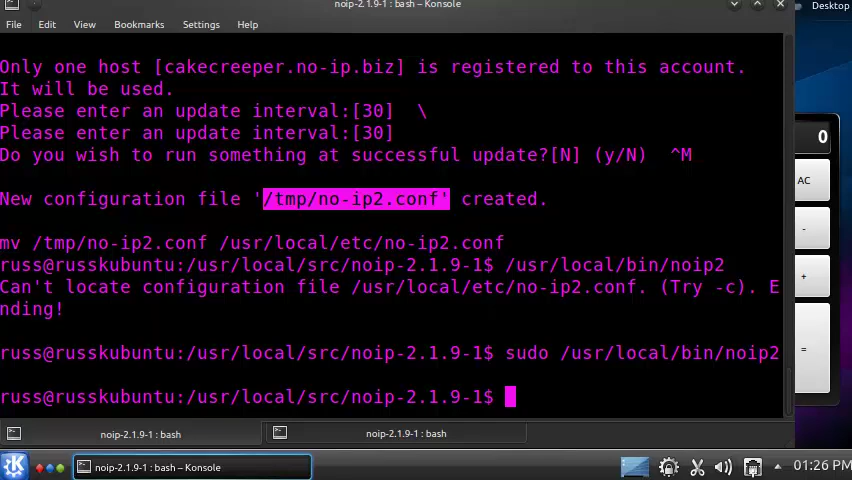 noip-2.1.9-1 : bash – Konsole
Desktop
File Edit View Bookmarks Settings Help
Only one host [cakecreeper.no-ip.biz] is registered to this account.
It will be used.
Please enter an update interval:[30]  \
Please enter an update interval:[30]
Do you wish to run something at successful update?[N] (y/N)  ^M
New configuration file '/tmp/no-ip2.conf' created.
mv /tmp/no-ip2.conf /usr/local/etc/no-ip2.conf
russ@russkubuntu:/usr/local/src/noip-2.1.9-1$ /usr/local/bin/noip2
Can't locate configuration file /usr/local/etc/no-ip2.conf. (Try -c). E
nding!
russ@russkubuntu:/usr/local/src/noip-2.1.9-1$ sudo /usr/local/bin/noip2
russ@russkubuntu:/usr/local/src/noip-2.1.9-1$
0
AC
-
+
=
noip-2.1.9-1 : bash
noip-2.1.9-1 : bash
noip-2.1.9-1 : bash – Konsole
01:26 PM